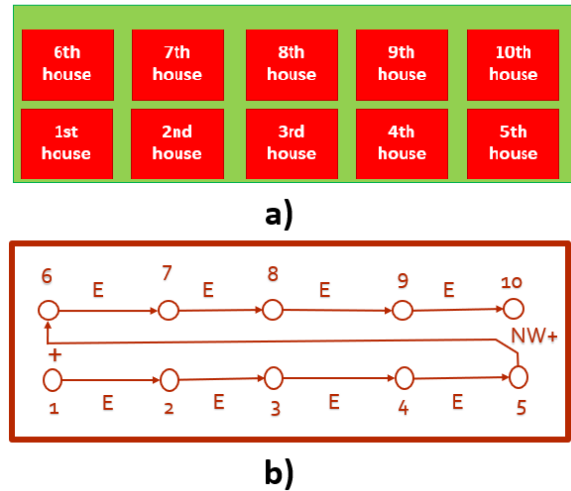 6th house
7th house
8th house
9th house
10th house
1st house
2nd house
3rd house
4th house
5th house
a)
6 7 8 9 10
E E E E
+ NW+
1 2 3 4 5
E E E E
b)